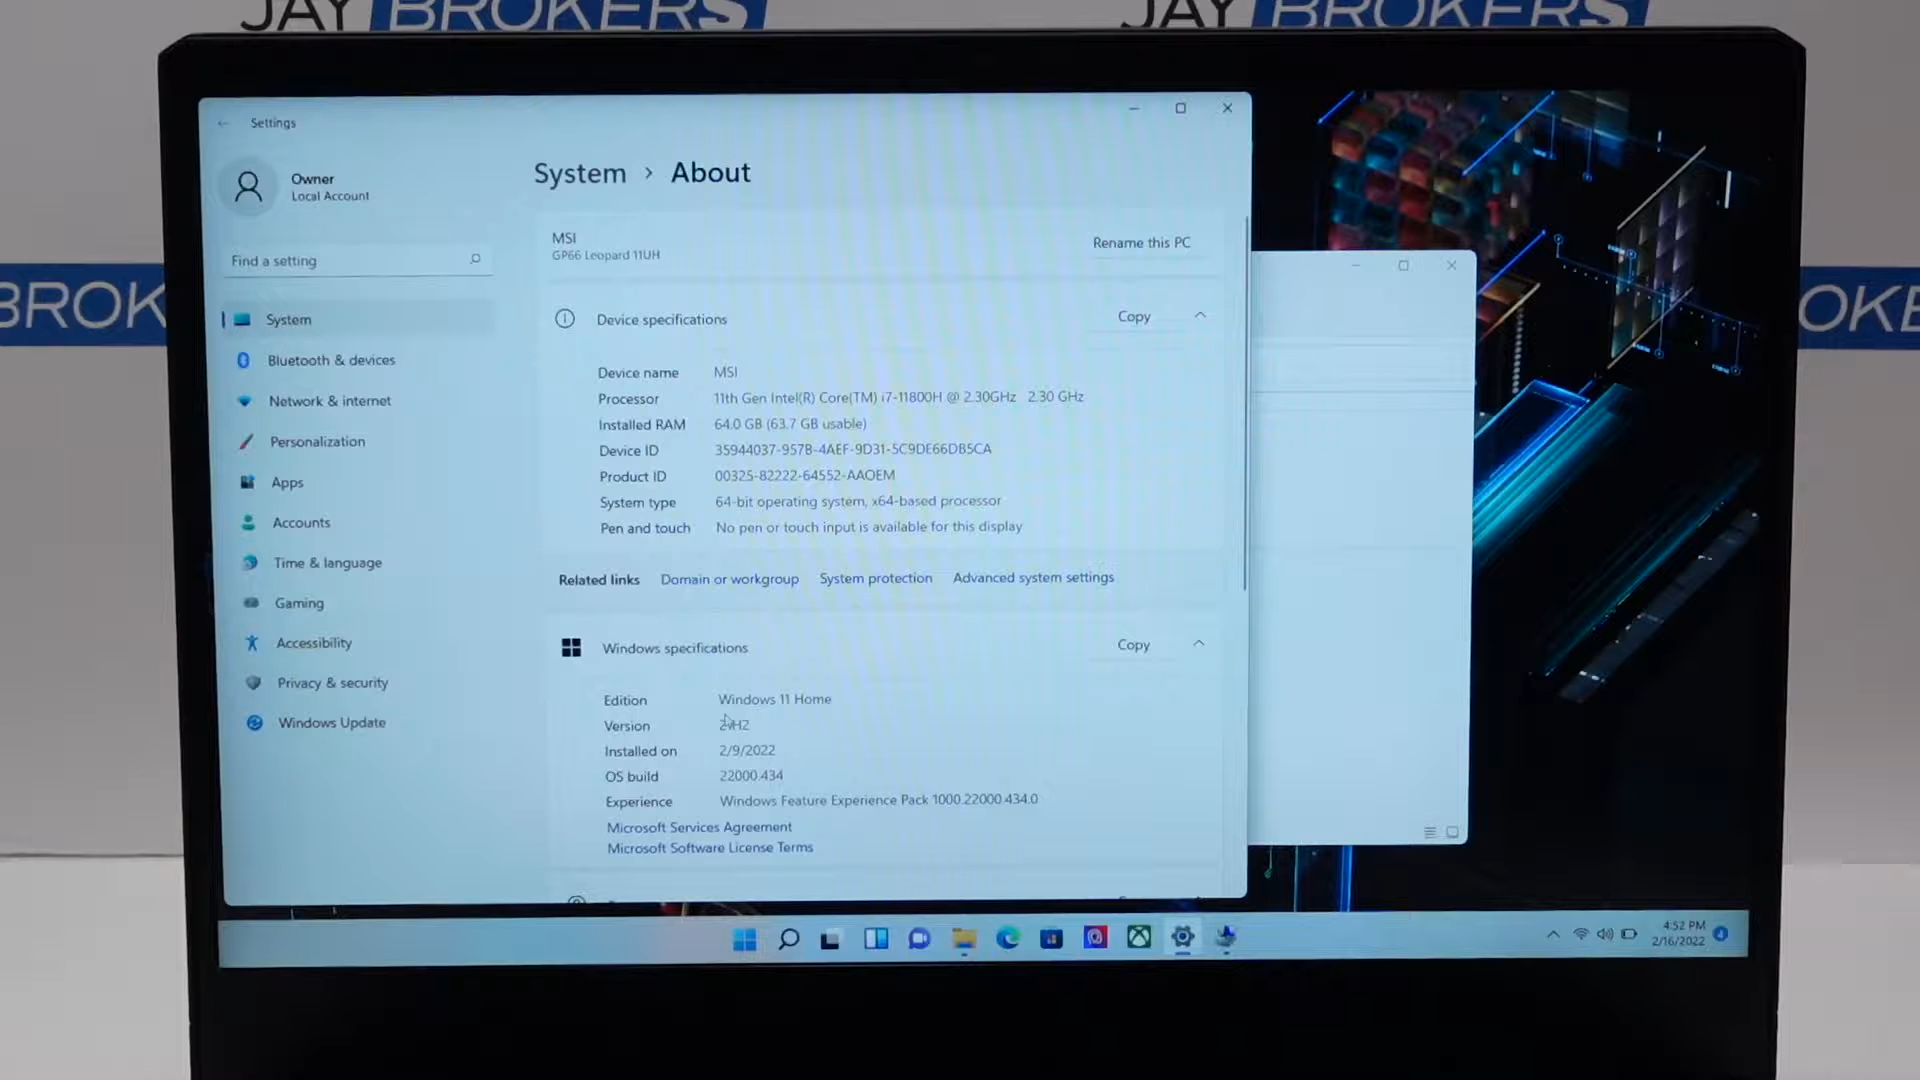 JAY BROKERS
JAY BROKERS
BROK
OKE
Settings
Owner
Local Account
Find a setting
System
Bluetooth & devices
Network & internet
Personalization
Apps
Accounts
Time & language
Gaming
Accessibility
Privacy & security
Windows Update
System › About
MSI
GP66 Leopard 11UH
Rename this PC
Device specifications
Copy
Device name MSI
Processor 11th Gen Intel(R) Core(TM) i7-11800H @ 2.30GHz 2.30 GHz
Installed RAM 64.0 GB (63.7 GB usable)
Device ID 35944037-957B-4AEF-9D31-5C9DE66DB5CA
Product ID 00325-82222-64552-AAOEM
System type 64-bit operating system, x64-based processor
Pen and touch No pen or touch input is available for this display
Related links Domain or workgroup System protection Advanced system settings
Windows specifications
Copy
Edition Windows 11 Home
Version 21H2
Installed on 2/9/2022
OS build 22000.434
Experience Windows Feature Experience Pack 1000.22000.434.0
Microsoft Services Agreement
Microsoft Software License Terms
4:52 PM
2/16/2022
4